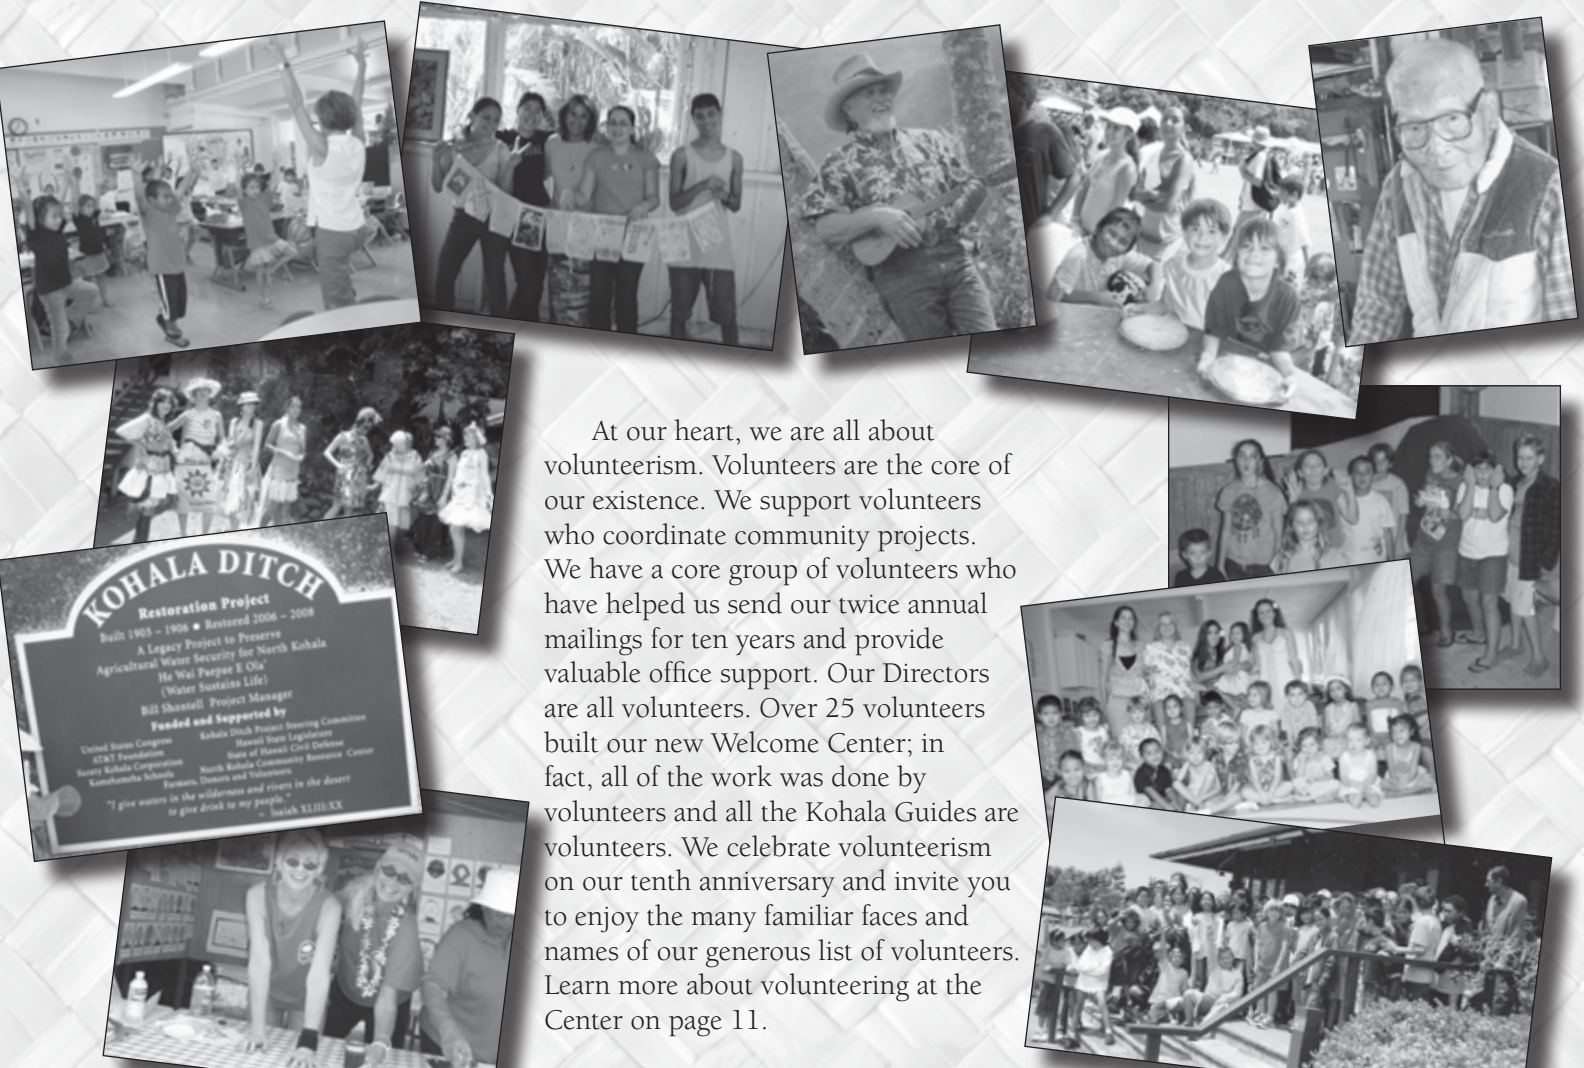 At our heart, we are all about
volunteerism. Volunteers are the core of
our existence. We support volunteers
who coordinate community projects.
We have a core group of volunteers who
have helped us send our twice annual
mailings for ten years and provide
valuable office support. Our Directors
are all volunteers. Over 25 volunteers
built our new Welcome Center; in
fact, all of the work was done by
volunteers and all the Kohala Guides are
volunteers. We celebrate volunteerism
on our tenth anniversary and invite you
to enjoy the many familiar faces and
names of our generous list of volunteers.
Learn more about volunteering at the
Center on page 11.
KOHALA DITCH
Restoration Project
Built 1905 – 1906 • Restored 2006 – 2008
A Legacy Project to Preserve
Agricultural Water Security for North Kohala
He Wai Paepae E Ola'
(Water Sustains Life)
Bill Shontell Project Manager
Funded and Supported by
United States Congress
AT&T Foundation
Surety Kohala Corporation
Kamehameha Schools
Kohala Ditch Project Steering Committee
Hawaii State Legislature
State of Hawaii Civil Defense
North Kohala Community Resource Center
Farmers, Donors and Volunteers
"I give waters in the wilderness and rivers in the desert
to give drink to my people."
– Isaiah XLIII:XX